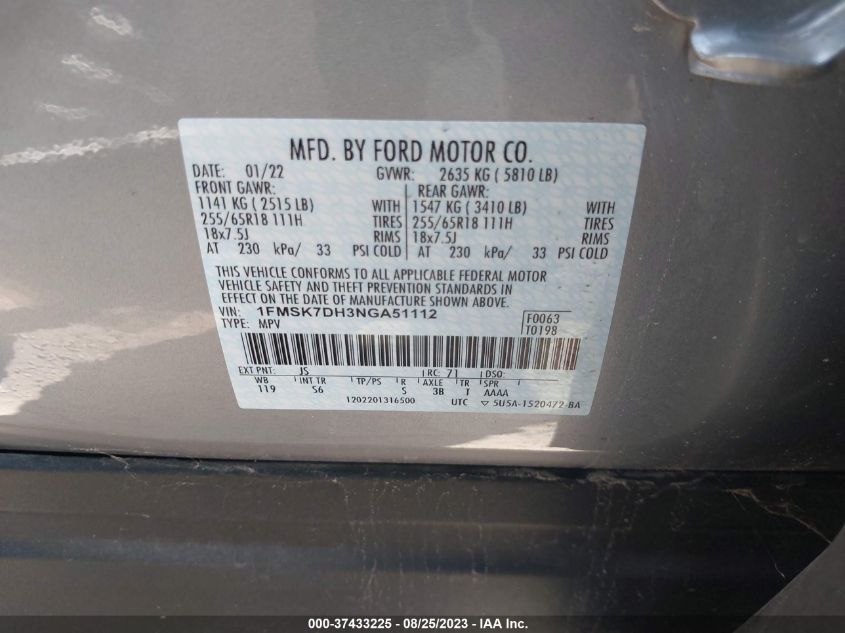 MFD. BY FORD MOTOR CO.
DATE: 01/22 GVWR: 2635 KG ( 5810 LB)
FRONT GAWR: REAR GAWR:
1141 KG ( 2515 LB) WITH 1547 KG ( 3410 LB) WITH
255/65R18 111H TIRES 255/65R18 111H TIRES
18x7.5J RIMS 18x7.5J RIMS
AT 230 kPa/ 33 PSI COLD AT 230 kPa/ 33 PSI COLD
THIS VEHICLE CONFORMS TO ALL APPLICABLE FEDERAL MOTOR
VEHICLE SAFETY AND THEFT PREVENTION STANDARDS IN
EFFECT ON THE DATE OF MANUFACTURE SHOWN ABOVE.
VIN: 1FMSK7DH3NGA51112 F0063
TYPE: MPV T0198
EXT PNT: JS RC: 71 DSO:
WB INT TR TP/PS R AXLE TR SPR
119 S6 S 3B T AAAA
1202201316500 UTC ▽ 5U5A-1520472-BA
000-37433225 - 08/25/2023 - IAAI Inc.